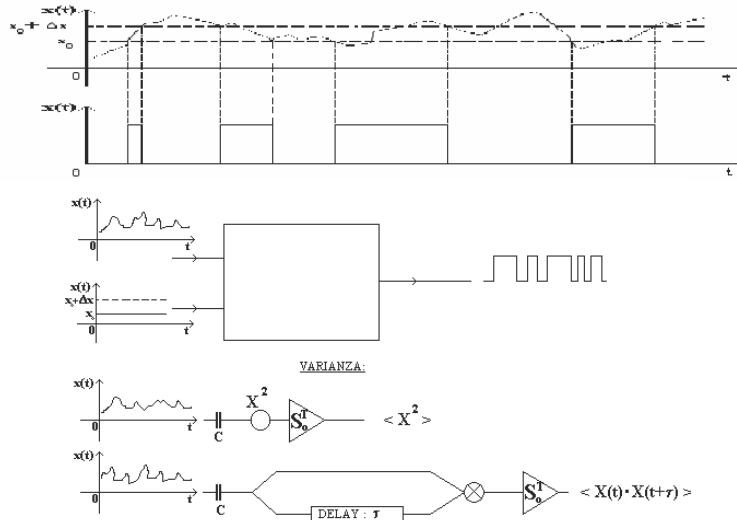 x(t)
x₀ + Δx
x₀
0
t
x(t)
0
t
x(t)
0
t
x(t)
x₀+Δx
x₀
0
t
VARIANZA:
x(t)
0
t
C
X²
S₀ᵀ
< X² >
x(t)
0
t
C
DELAY : τ
S₀ᵀ
< X(t)·X(t+τ) >